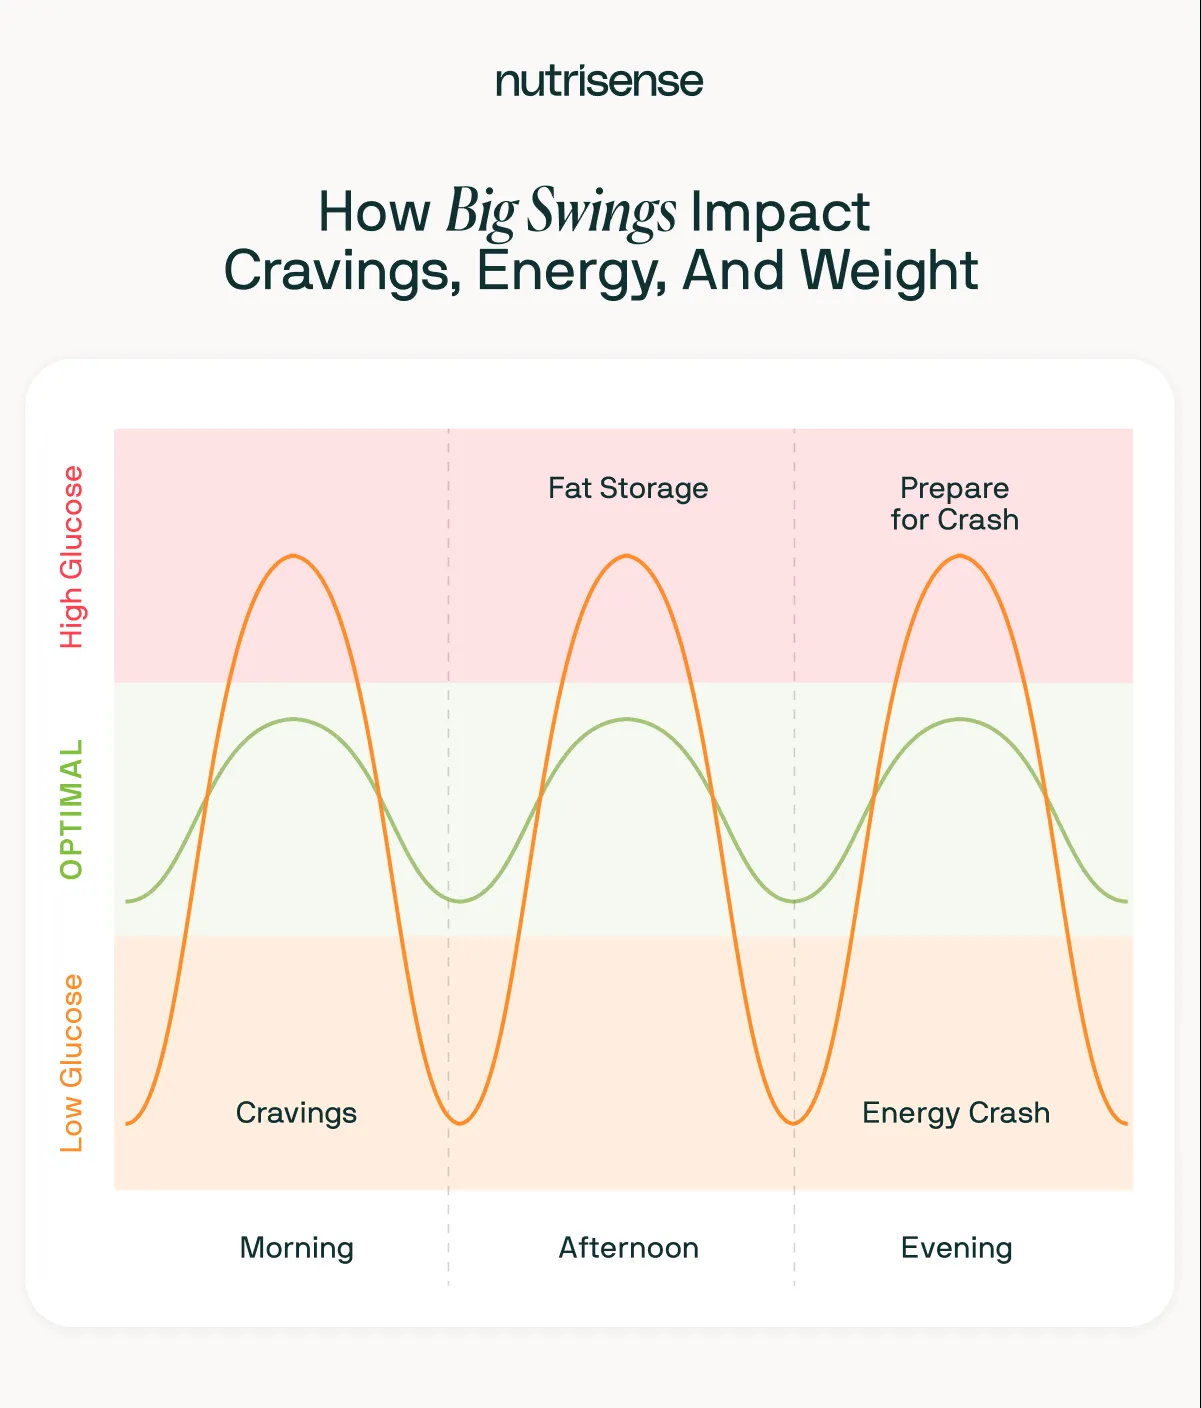 nutrisense
How Big Swings Impact
Cravings, Energy, And Weight
High Glucose
OPTIMAL
Low Glucose
Fat Storage
Prepare
for Crash
Cravings
Energy Crash
Morning
Afternoon
Evening